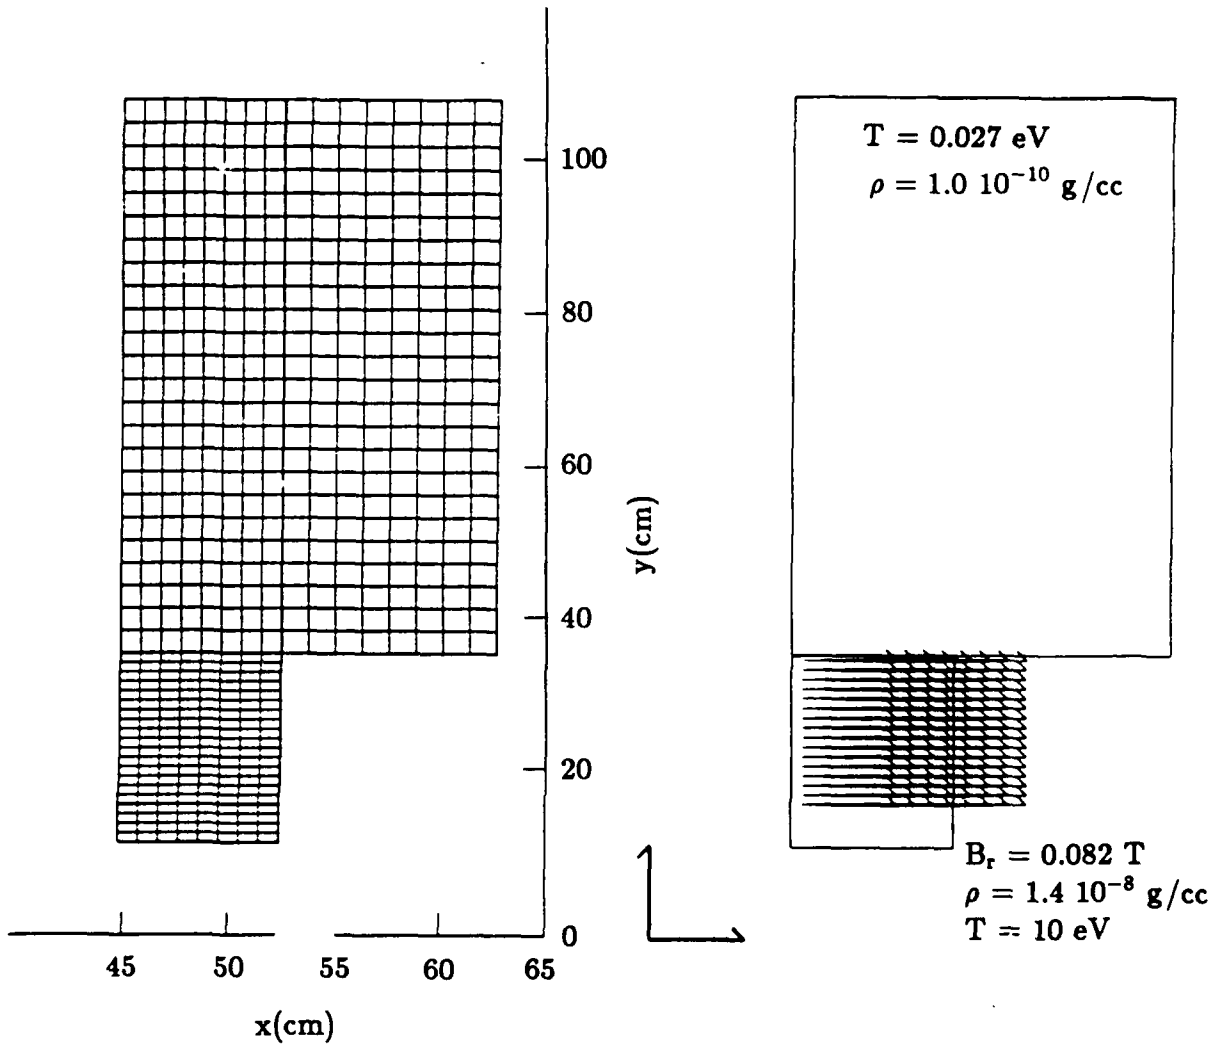 100
80
60
40
20
0
45 50 55 60 65
x(cm)
y(cm)
T = 0.027 eV
ρ = 1.0 10⁻¹⁰ g/cc
Bᵣ = 0.082 T
ρ = 1.4 10⁻⁸ g/cc
T = 10 eV